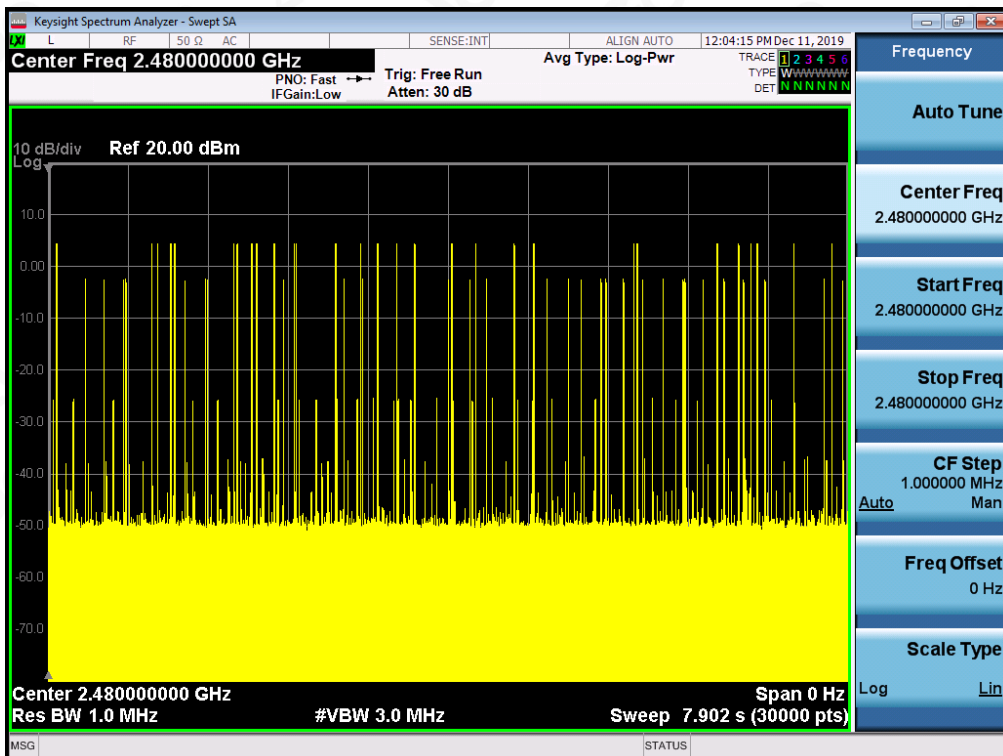 Keysight Spectrum Analyzer - Swept SA
LXI L RF 50 Ω AC SENSE:INT ALIGN AUTO 12:04:15 PM Dec 11, 2019
Center Freq 2.480000000 GHz
Avg Type: Log-Pwr
TRACE 1 2 3 4 5 6
TYPE W
DET N N N N N N
PNO: Fast
IFGain:Low
Trig: Free Run
Atten: 30 dB
10 dB/div Ref 20.00 dBm
Log
10.0
0.00
-10.0
-20.0
-30.0
-40.0
-50.0
-60.0
-70.0
Center 2.480000000 GHz Span 0 Hz
Res BW 1.0 MHz #VBW 3.0 MHz Sweep 7.902 s (30000 pts)
MSG STATUS
Frequency
Auto Tune
Center Freq
2.480000000 GHz
Start Freq
2.480000000 GHz
Stop Freq
2.480000000 GHz
CF Step
1.000000 MHz
Auto Man
Freq Offset
0 Hz
Scale Type
Log Lin